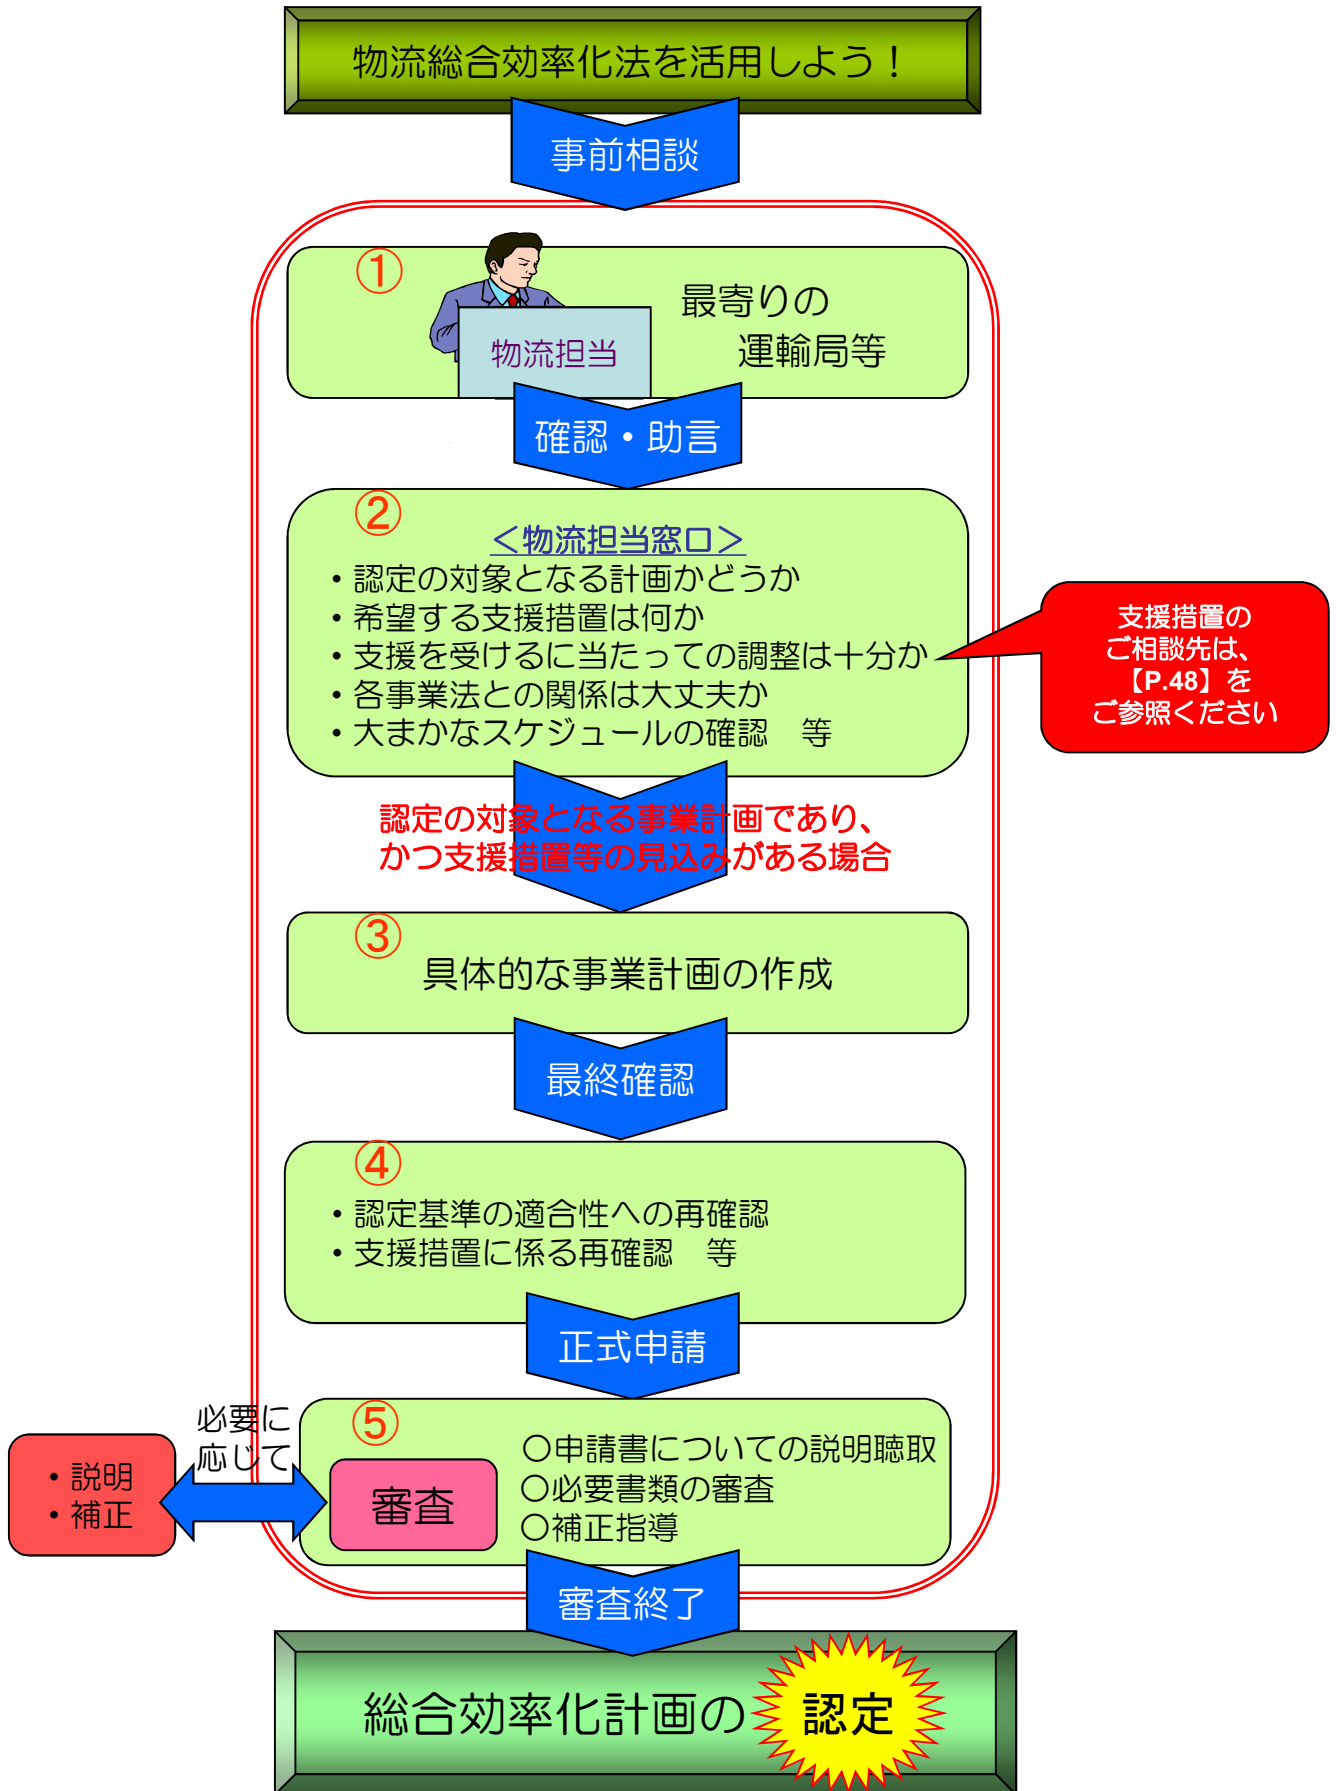 物流総合効率化法を活用しよう！
事前相談
①
物流担当
最寄りの
運輸局等
確認・助言
②
＜物流担当窓口＞
・認定の対象となる計画かどうか
・希望する支援措置は何か
・支援を受けるに当たっての調整は十分か
・各事業法との関係は大丈夫か
・大まかなスケジュールの確認　等
支援措置の
ご相談先は、
【P.48】を
ご参照ください
認定の対象となる事業計画であり、
かつ支援措置等の見込みがある場合
③
具体的な事業計画の作成
最終確認
④
・認定基準の適合性への再確認
・支援措置に係る再確認　等
正式申請
必要に
応じて
・説明
・補正
⑤
審査
○申請書についての説明聴取
○必要書類の審査
○補正指導
審査終了
総合効率化計画の 認定